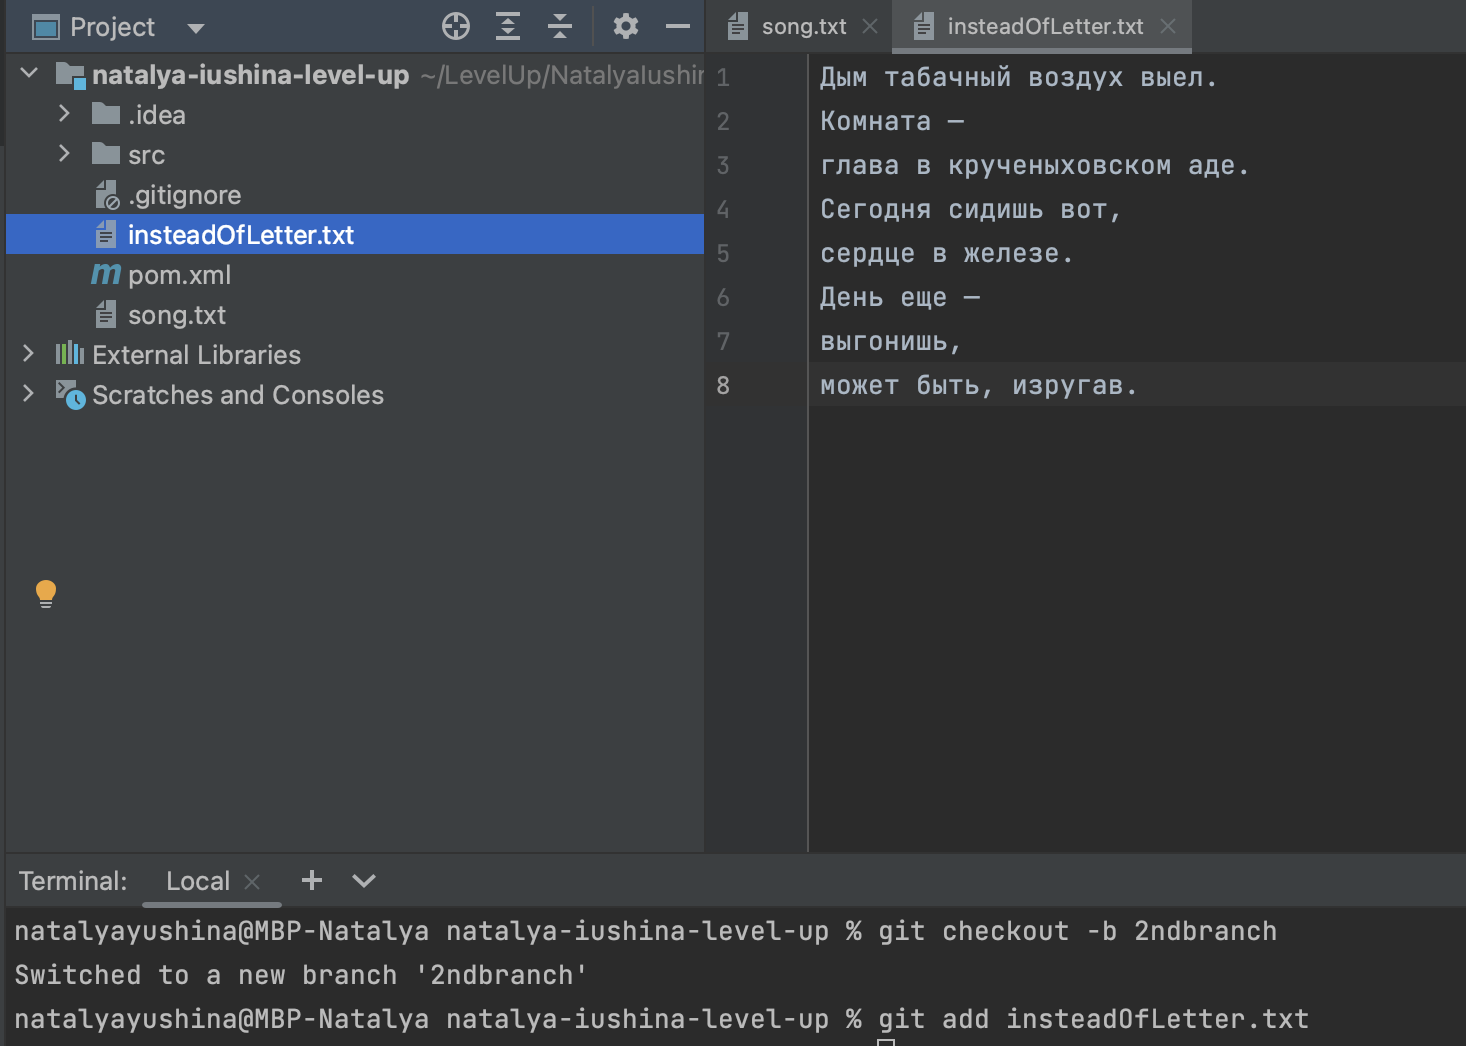 Project
song.txt
insteadOfLetter.txt
natalya-iushina-level-up ~/LevelUp/NatalyaIushin
.idea
src
.gitignore
insteadOfLetter.txt
m pom.xml
song.txt
External Libraries
Scratches and Consoles
1 Дым табачный воздух выел.
2 Комната —
3 глава в крученыховском аде.
4 Сегодня сидишь вот,
5 сердце в железе.
6 День еще —
7 выгонишь,
8 может быть, изругав.
Terminal: Local
natalyayushina@MBP-Natalya natalya-iushina-level-up % git checkout -b 2ndbranch
Switched to a new branch '2ndbranch'
natalyayushina@MBP-Natalya natalya-iushina-level-up % git add insteadOfLetter.txt